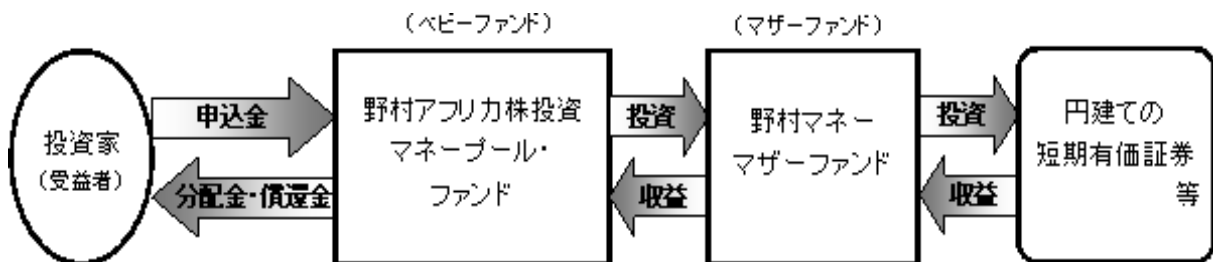 （ベビーファンド）
（マザーファンド）
投資家
（受益者）
申込金
分配金・償還金
野村アフリカ株投資
マネープール・
ファンド
投資
収益
野村マネー
マザーファンド
投資
収益
円建ての
短期有価証券
等